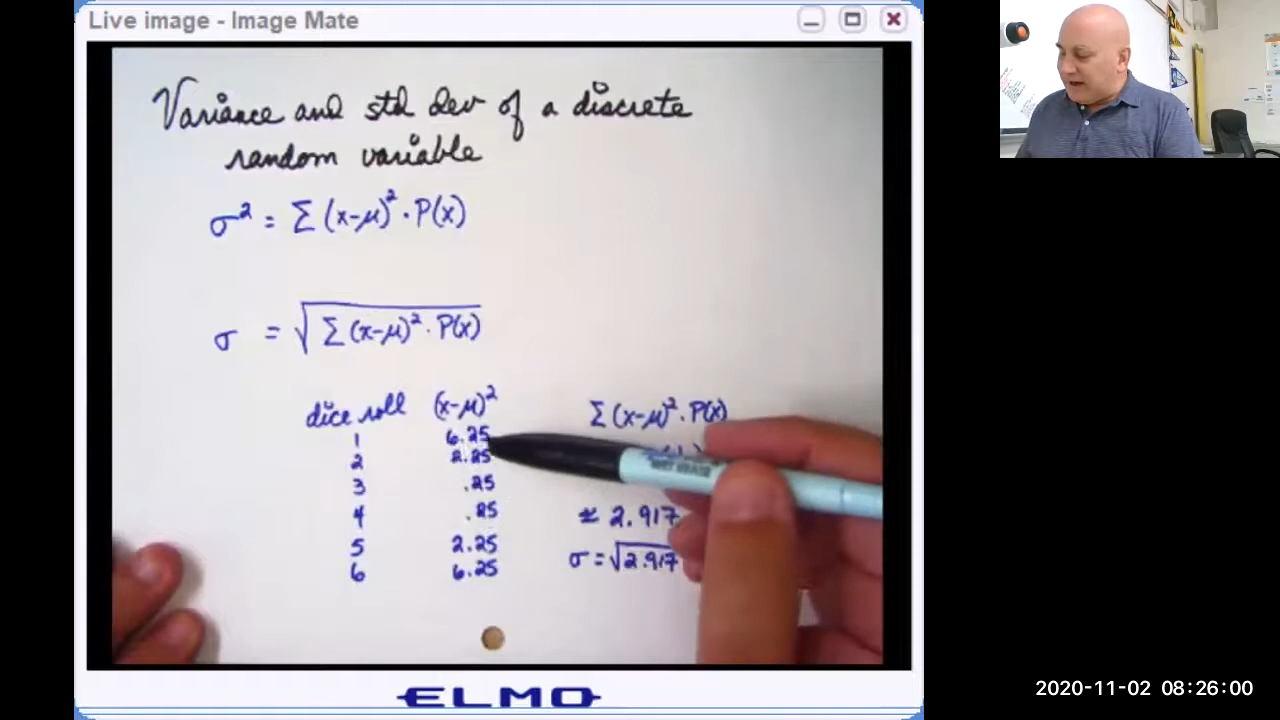 Live image - Image Mate
Variance and std dev of a discrete
random variable
σ² = Σ (x-μ)² · P(x)
σ = √Σ (x-μ)² · P(x)
dice roll (x-μ)² Σ (x-μ)² · P(x)
1 6.25
2 2.25
3 .25
4 .25 ≈ 2.917
5 2.25 σ = √2.917
6 6.25
ELMO
2020-11-02 08:26:00